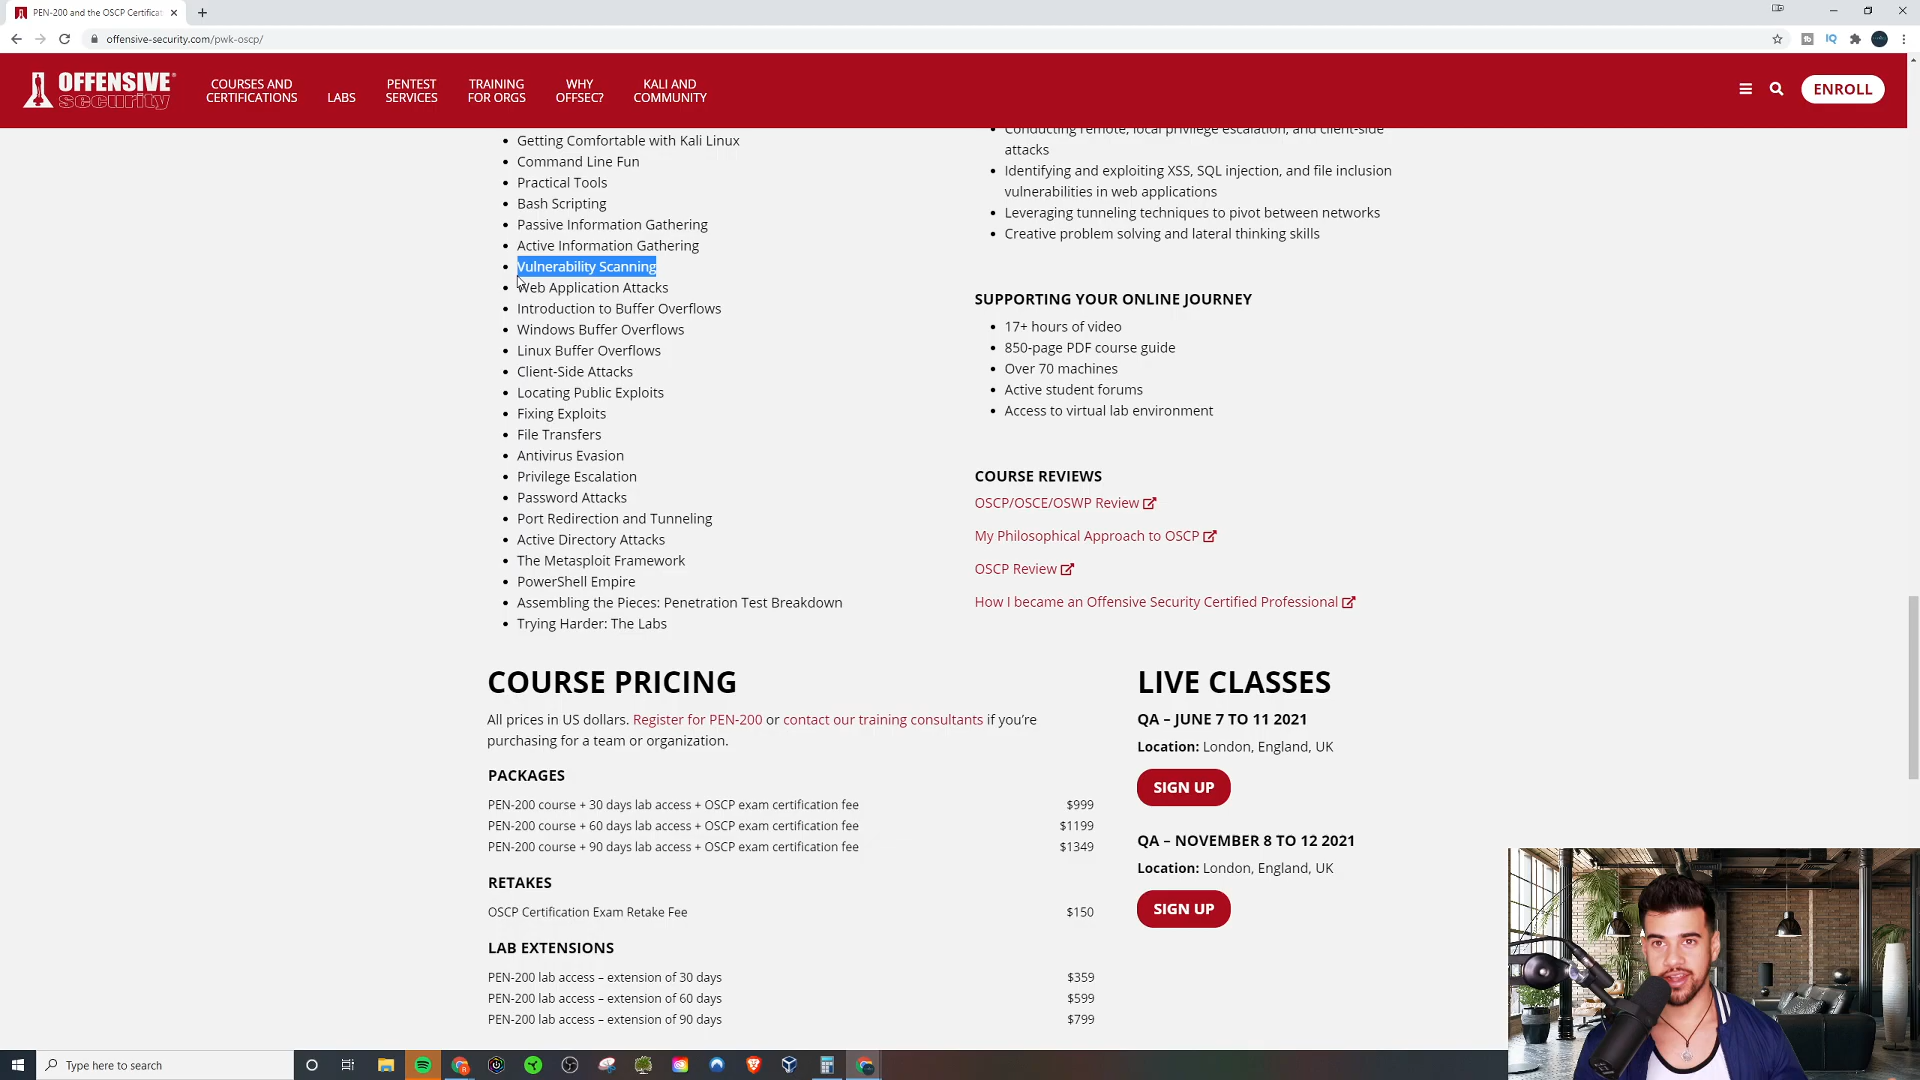 PEN-200 and the OSCP Certificat
offensive-security.com/pwk-oscp/
OFFENSIVE
security
COURSES AND
CERTIFICATIONS
LABS
PENTEST
SERVICES
TRAINING
FOR ORGS
WHY
OFFSEC?
KALI AND
COMMUNITY
ENROLL
Getting Comfortable with Kali Linux
Command Line Fun
Practical Tools
Bash Scripting
Passive Information Gathering
Active Information Gathering
Vulnerability Scanning
Web Application Attacks
Introduction to Buffer Overflows
Windows Buffer Overflows
Linux Buffer Overflows
Client-Side Attacks
Locating Public Exploits
Fixing Exploits
File Transfers
Antivirus Evasion
Privilege Escalation
Password Attacks
Port Redirection and Tunneling
Active Directory Attacks
The Metasploit Framework
PowerShell Empire
Assembling the Pieces: Penetration Test Breakdown
Trying Harder: The Labs
Conducting remote, local privilege escalation, and client-side
attacks
Identifying and exploiting XSS, SQL injection, and file inclusion
vulnerabilities in web applications
Leveraging tunneling techniques to pivot between networks
Creative problem solving and lateral thinking skills
SUPPORTING YOUR ONLINE JOURNEY
17+ hours of video
850-page PDF course guide
Over 70 machines
Active student forums
Access to virtual lab environment
COURSE REVIEWS
OSCP/OSCE/OSWP Review
My Philosophical Approach to OSCP
OSCP Review
How I became an Offensive Security Certified Professional
COURSE PRICING
All prices in US dollars. Register for PEN-200 or contact our training consultants if you're
purchasing for a team or organization.
PACKAGES
PEN-200 course + 30 days lab access + OSCP exam certification fee $999
PEN-200 course + 60 days lab access + OSCP exam certification fee $1199
PEN-200 course + 90 days lab access + OSCP exam certification fee $1349
RETAKES
OSCP Certification Exam Retake Fee $150
LAB EXTENSIONS
PEN-200 lab access – extension of 30 days $359
PEN-200 lab access – extension of 60 days $599
PEN-200 lab access – extension of 90 days $799
LIVE CLASSES
QA – JUNE 7 TO 11 2021
Location: London, England, UK
SIGN UP
QA – NOVEMBER 8 TO 12 2021
Location: London, England, UK
SIGN UP
Type here to search